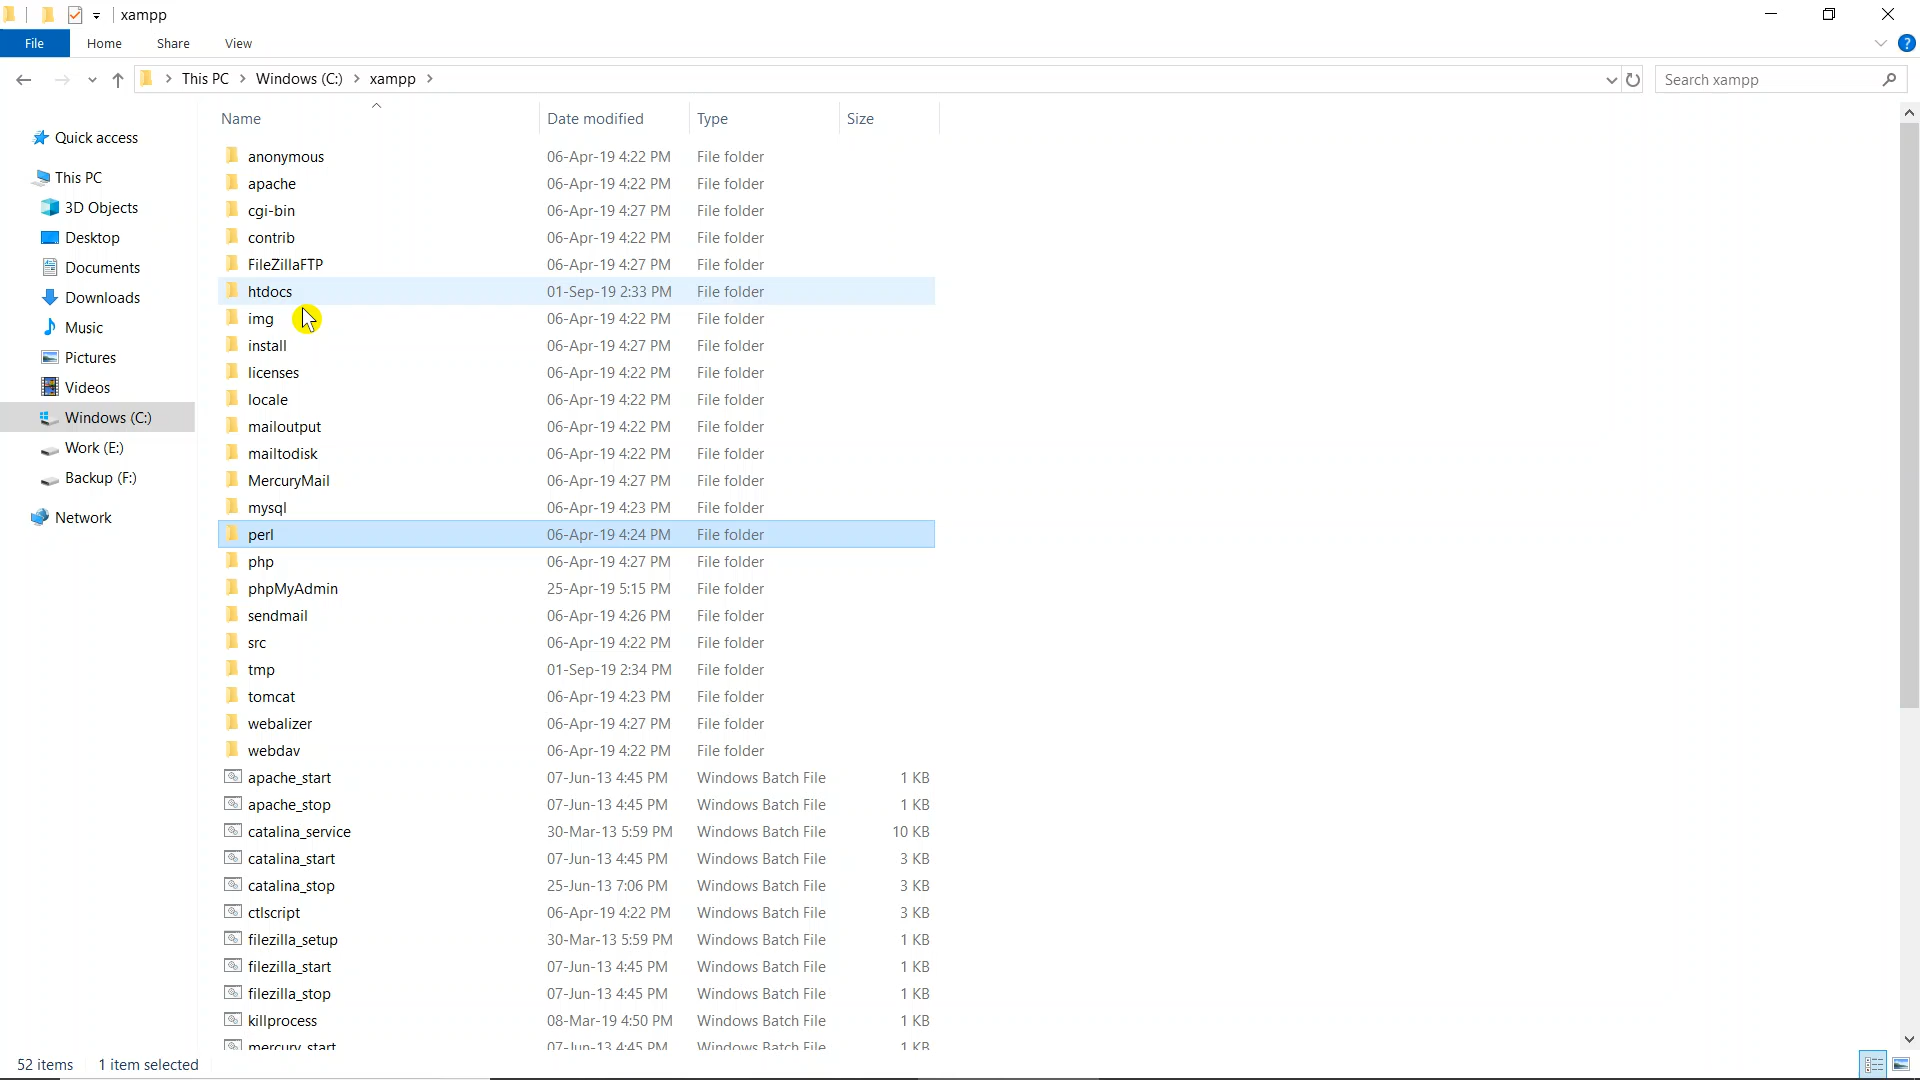 xampp
File Home Share View
This PC Windows (C:) xampp Search xampp
Name Date modified Type Size
Quick access
This PC
3D Objects
Desktop
Documents
Downloads
Music
Pictures
Videos
Windows (C:)
Work (E:)
Backup (F:)
Network
anonymous 06-Apr-19 4:22 PM File folder
apache 06-Apr-19 4:22 PM File folder
cgi-bin 06-Apr-19 4:27 PM File folder
contrib 06-Apr-19 4:22 PM File folder
FileZillaFTP 06-Apr-19 4:27 PM File folder
htdocs 01-Sep-19 2:33 PM File folder
img 06-Apr-19 4:22 PM File folder
install 06-Apr-19 4:27 PM File folder
licenses 06-Apr-19 4:22 PM File folder
locale 06-Apr-19 4:22 PM File folder
mailoutput 06-Apr-19 4:22 PM File folder
mailtodisk 06-Apr-19 4:22 PM File folder
MercuryMail 06-Apr-19 4:27 PM File folder
mysql 06-Apr-19 4:23 PM File folder
perl 06-Apr-19 4:24 PM File folder
php 06-Apr-19 4:27 PM File folder
phpMyAdmin 25-Apr-19 5:15 PM File folder
sendmail 06-Apr-19 4:26 PM File folder
src 06-Apr-19 4:22 PM File folder
tmp 01-Sep-19 2:34 PM File folder
tomcat 06-Apr-19 4:23 PM File folder
webalizer 06-Apr-19 4:27 PM File folder
webdav 06-Apr-19 4:22 PM File folder
apache_start 07-Jun-13 4:45 PM Windows Batch File 1 KB
apache_stop 07-Jun-13 4:45 PM Windows Batch File 1 KB
catalina_service 30-Mar-13 5:59 PM Windows Batch File 10 KB
catalina_start 07-Jun-13 4:45 PM Windows Batch File 3 KB
catalina_stop 25-Jun-13 7:06 PM Windows Batch File 3 KB
ctlscript 06-Apr-19 4:22 PM Windows Batch File 3 KB
filezilla_setup 30-Mar-13 5:59 PM Windows Batch File 1 KB
filezilla_start 07-Jun-13 4:45 PM Windows Batch File 1 KB
filezilla_stop 07-Jun-13 4:45 PM Windows Batch File 1 KB
killprocess 08-Mar-19 4:50 PM Windows Batch File 1 KB
mercury_start 07-Jun-13 4:45 PM Windows Batch File 1 KB
52 items 1 item selected